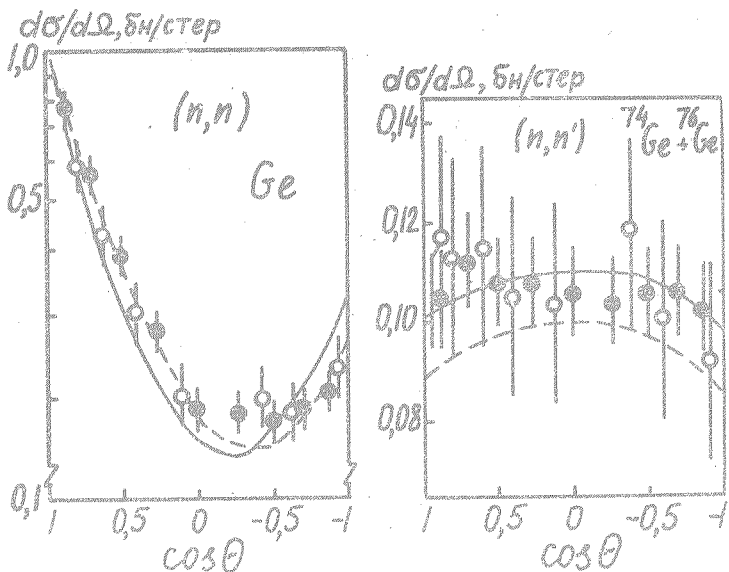 dσ/dΩ, бн/стер
1,0
(n,n)
Ge
0,5
0,1
1 0,5 0 -0,5 -1
cosΘ
dσ/dΩ, бн/стер
0,14
(n,n') ⁷⁴Ge+⁷⁶Ge
0,12
0,10
0,08
1 0,5 0 -0,5 -1
cosΘ